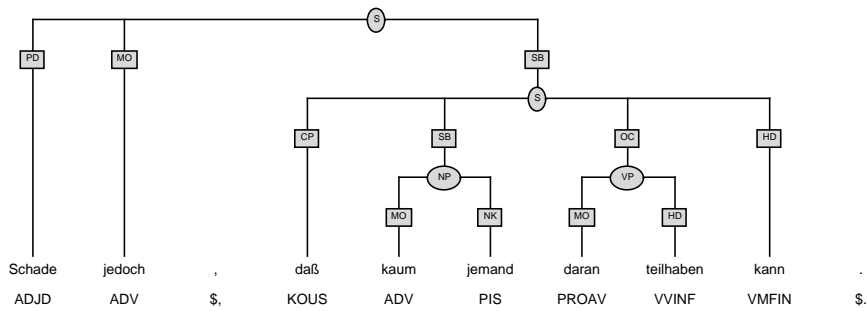 S
PD MO SB
S
CP SB OC HD
NP VP
MO NK MO HD
Schade jedoch , daß kaum jemand daran teilhaben kann .
ADJD ADV $, KOUS ADV PIS PROAV VVINF VMFIN $.